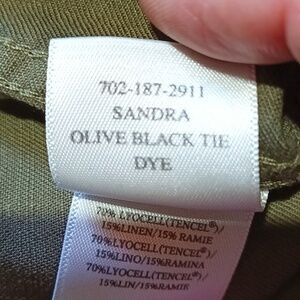 702-187-2911
SANDRA
OLIVE BLACK TIE
DYE
70% LYOCELL(TENCEL®)/
15%LINEN/15% RAMIE
70%LYOCELL(TENCEL®)/
15%LINO/15%RAMINA
70%LYOCELL(TENCEL®)/
15%LIN/15%RAMIE